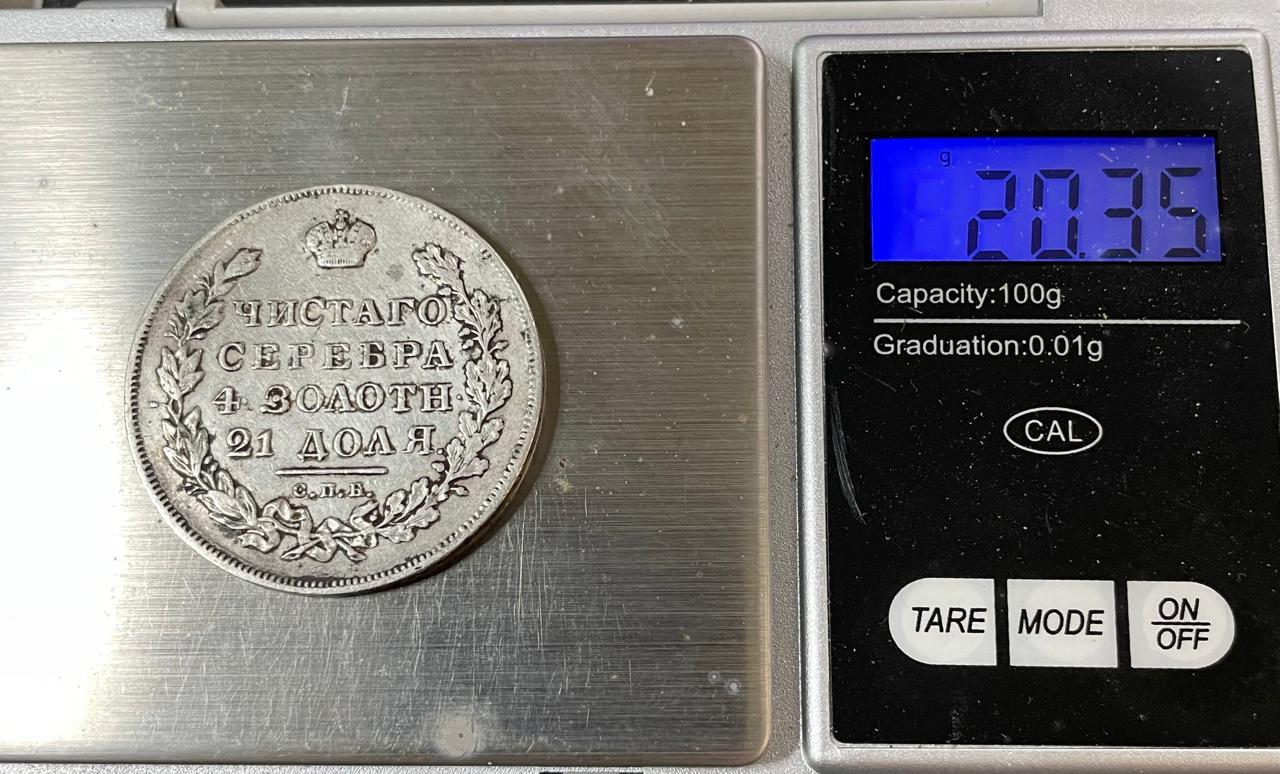 ЧИСТАГО
СЕРЕБРА
4 ЗОЛОТН.
21 ДОЛЯ.
С.П.Б.
g
20.35
Capacity:100g
Graduation:0.01g
CAL
TARE
MODE
ON
OFF